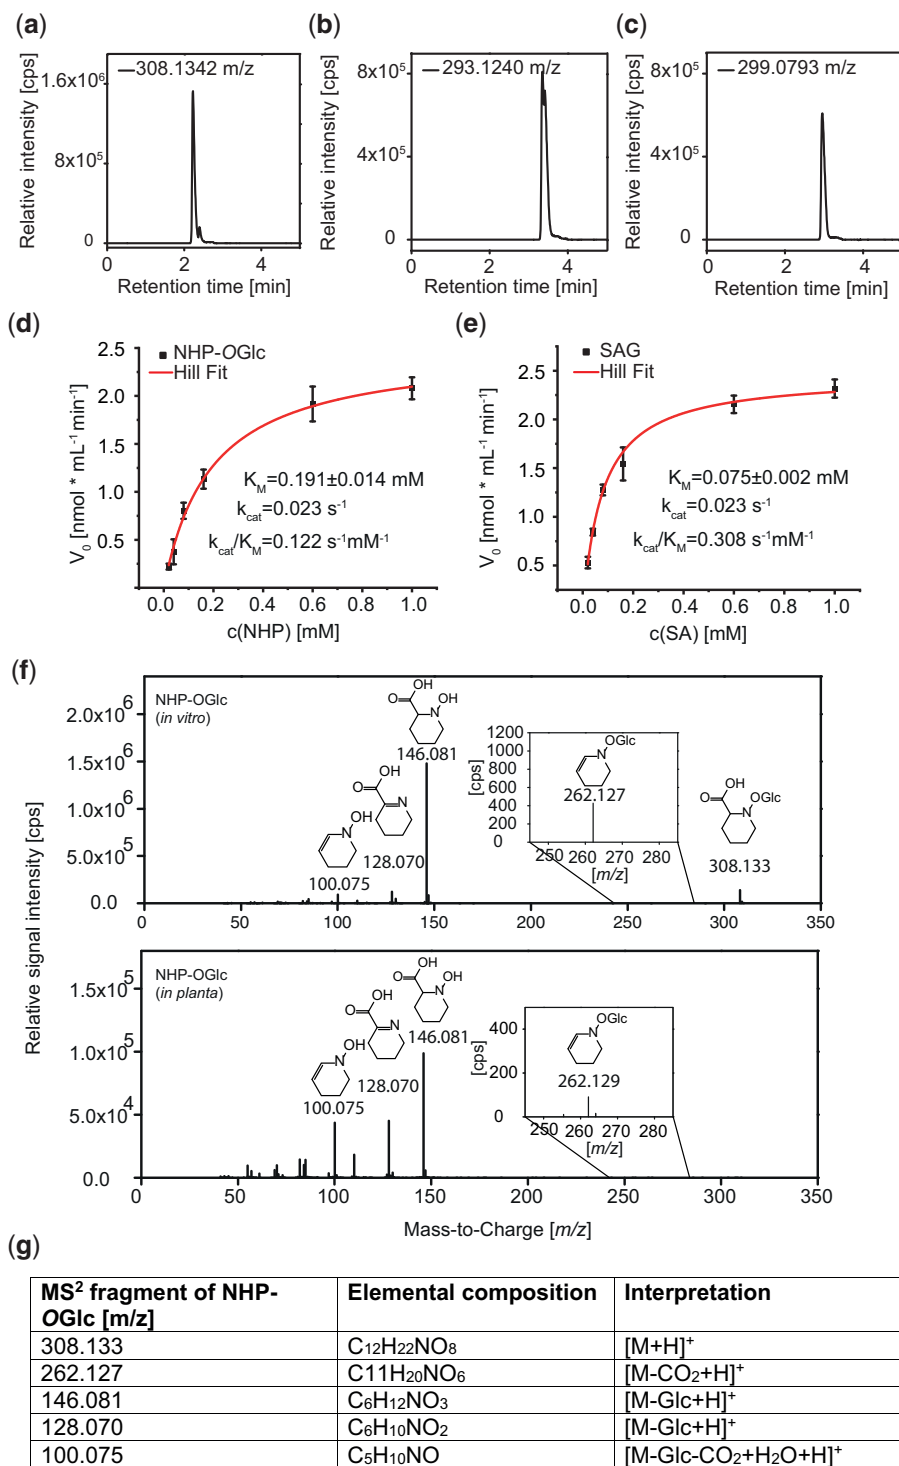 (a)
(b)
(c)
Relative intensity [cps]
1.6x10⁶
8x10⁵
0
308.1342 m/z
0 2 4
Retention time [min]
Relative intensity [cps]
8x10⁵
4x10⁵
0
293.1240 m/z
0 2 4
Retention time [min]
Relative intensity [cps]
8x10⁵
4x10⁵
0
299.0793 m/z
0 2 4
Retention time [min]
(d)
V₀ [nmol * mL⁻¹ min⁻¹]
2.5
2.0
1.5
1.0
0.5
NHP-OGlc
Hill Fit
K_M=0.191±0.014 mM
k_cat=0.023 s⁻¹
k_cat/K_M=0.122 s⁻¹mM⁻¹
0.0 0.2 0.4 0.6 0.8 1.0
c(NHP) [mM]
(e)
V₀ [nmol * mL⁻¹ min⁻¹]
2.5
2.0
1.5
1.0
0.5
SAG
Hill Fit
K_M=0.075±0.002 mM
k_cat=0.023 s⁻¹
k_cat/K_M=0.308 s⁻¹mM⁻¹
0.0 0.2 0.4 0.6 0.8 1.0
c(SA) [mM]
(f)
Relative signal intensity [cps]
NHP-OGlc
(in vitro)
2.0x10⁶
1.5x10⁶
1.0x10⁶
5.0x10⁵
0.0
OH
O
OH
N
146.081
OH
O
N
128.070
OH
N
100.075
[cps]
1200
1000
800
600
400
200
0
OGlc
N
262.127
250 260 270 280
[m/z]
OH
O
OGlc
N
308.133
0 50 100 150 200 250 300 350
NHP-OGlc
(in planta)
1.5x10⁵
1.0x10⁵
5.0x10⁴
0.0
OH
O
OH
N
146.081
OH
O
N
128.070
OH
N
100.075
[cps]
400
200
0
OGlc
N
262.129
250 260 270 280
[m/z]
0 50 100 150 200 250 300 350
Mass-to-Charge [m/z]
(g)
MS² fragment of NHP-
OGlc [m/z]
Elemental composition
Interpretation
308.133 C₁₂H₂₂NO₈ [M+H]⁺
262.127 C11H₂₀NO₆ [M-CO₂+H]⁺
146.081 C₆H₁₂NO₃ [M-Glc+H]⁺
128.070 C₆H₁₀NO₂ [M-Glc+H]⁺
100.075 C₅H₁₀NO [M-Glc-CO₂+H₂O+H]⁺